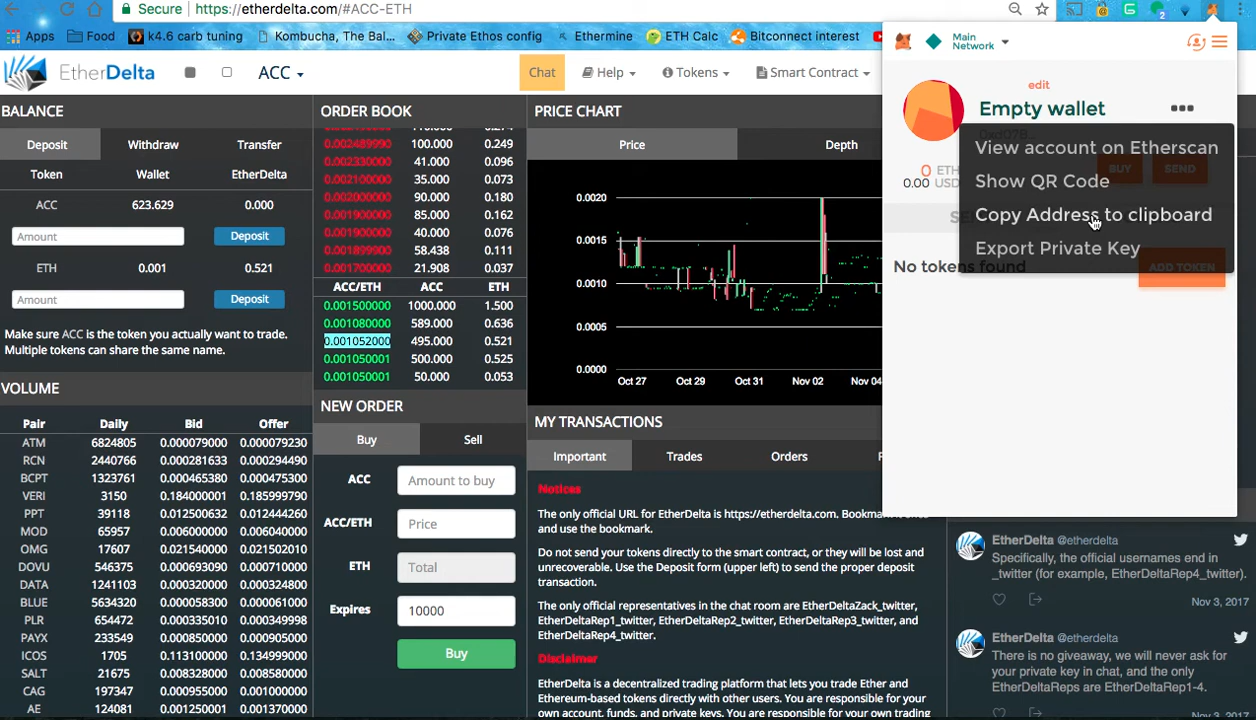 Secure https://etherdelta.com/#ACC-ETH
Apps Food k4.6 carb tuning Kombucha, The Bal... Private Ethos config Ethermine ETH Calc Bitconnect interest
EtherDelta ACC Chat Help Tokens Smart Contract
BALANCE
Deposit Withdraw Transfer
Token Wallet EtherDelta
ACC 623.629 0.000
Amount Deposit
ETH 0.001 0.521
Amount Deposit
Make sure ACC is the token you actually want to trade.
Multiple tokens can share the same name.
VOLUME
Pair Daily Bid Offer
ATM 6824805 0.000079000 0.000079230
RCN 2440766 0.000281633 0.000294490
BCPT 1323761 0.000465380 0.000475300
VERI 3150 0.184000001 0.185999790
PPT 39118 0.012500632 0.012444260
MOD 65957 0.006000000 0.006040000
OMG 17607 0.021540000 0.021502010
DOVU 546375 0.000693090 0.000710000
DATA 1241103 0.000320000 0.000324800
BLUE 5634320 0.000058300 0.000061000
PLR 654472 0.000335015 0.000349998
PAYX 233549 0.000850000 0.000905000
ICOS 1705 0.113100000 0.134999000
SALT 21675 0.008328000 0.008580000
CAG 197347 0.000955000 0.001000000
AE 124081 0.001250001 0.001370000
ORDER BOOK
0.002489990 100.000 0.249
0.002330000 41.000 0.096
0.002100000 35.000 0.073
0.002000000 90.000 0.180
0.001900000 85.000 0.162
0.001900000 40.000 0.076
0.001899999 58.438 0.111
0.001700000 21.908 0.037
ACC/ETH ACC ETH
0.001500000 1000.000 1.500
0.001080000 589.000 0.636
0.001052000 495.000 0.521
0.001050001 500.000 0.525
0.001050001 50.000 0.053
NEW ORDER
Buy Sell
ACC Amount to buy
ACC/ETH Price
ETH Total
Expires 10000
Buy
PRICE CHART
Price Depth
0.0020
0.0015
0.0010
0.0005
0.0000
Oct 27 Oct 29 Oct 31 Nov 02 Nov 04
MY TRANSACTIONS
Important Trades Orders
Notices
The only official URL for EtherDelta is https://etherdelta.com. Bookmark
and use the bookmark.
Do not send your tokens directly to the smart contract, or they will be lost and
unrecoverable. Use the Deposit form (upper left) to send the proper deposit
transaction.
The only official representatives in the chat room are EtherDeltaZack_twitter,
EtherDeltaRep1_twitter, EtherDeltaRep2_twitter, EtherDeltaRep3_twitter, and
EtherDeltaRep4_twitter.
Disclaimer
EtherDelta is a decentralized trading platform that lets you trade Ether and
Ethereum-based tokens directly with other users. You are responsible for your
own account, funds, and private keys. You are responsible for your own trading
Main
Network
edit
Empty wallet
View account on Etherscan
Show QR Code
Copy Address to clipboard
Export Private Key
0 ETH
0.00 USD
BUY SEND
No tokens found
ADD TOKEN
EtherDelta @etherdelta
Specifically, the official usernames end in
_twitter (for example, EtherDeltaRep4_twitter).
Nov 3, 2017
EtherDelta @etherdelta
There is no giveaway, we will never ask for
your private key in chat, and the only
EtherDeltaReps are EtherDeltaRep1-4.
Nov 3, 2017